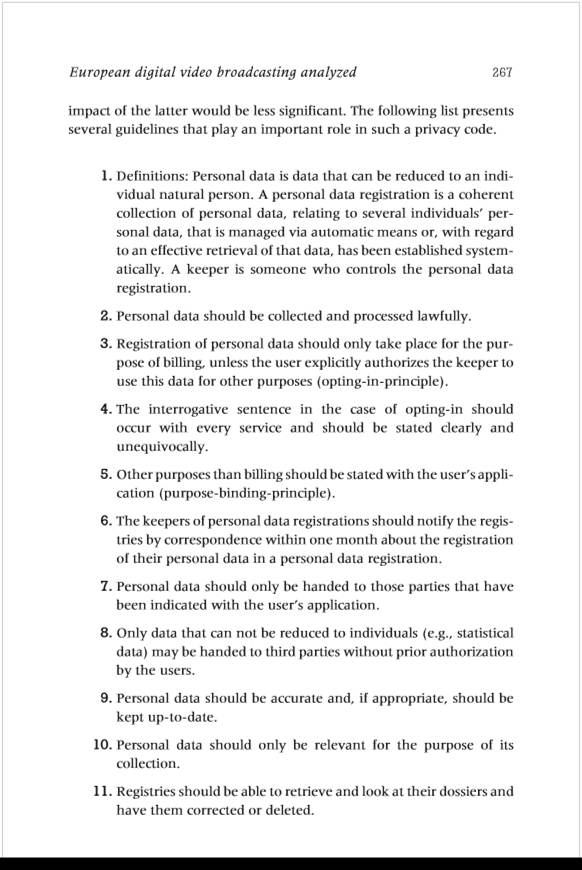 European digital video broadcasting analyzed 267
impact of the latter would be less significant. The following list presents
several guidelines that play an important role in such a privacy code.
1. Definitions: Personal data is data that can be reduced to an indi-
vidual natural person. A personal data registration is a coherent
collection of personal data, relating to several individuals' per-
sonal data, that is managed via automatic means or, with regard
to an effective retrieval of that data, has been established system-
atically. A keeper is someone who controls the personal data
registration.
2. Personal data should be collected and processed lawfully.
3. Registration of personal data should only take place for the pur-
pose of billing, unless the user explicitly authorizes the keeper to
use this data for other purposes (opting-in-principle).
4. The interrogative sentence in the case of opting-in should
occur with every service and should be stated clearly and
unequivocally.
5. Other purposes than billing should be stated with the user's appli-
cation (purpose-binding-principle).
6. The keepers of personal data registrations should notify the regis-
tries by correspondence within one month about the registration
of their personal data in a personal data registration.
7. Personal data should only be handed to those parties that have
been indicated with the user's application.
8. Only data that can not be reduced to individuals (e.g., statistical
data) may be handed to third parties without prior authorization
by the users.
9. Personal data should be accurate and, if appropriate, should be
kept up-to-date.
10. Personal data should only be relevant for the purpose of its
collection.
11. Registries should be able to retrieve and look at their dossiers and
have them corrected or deleted.